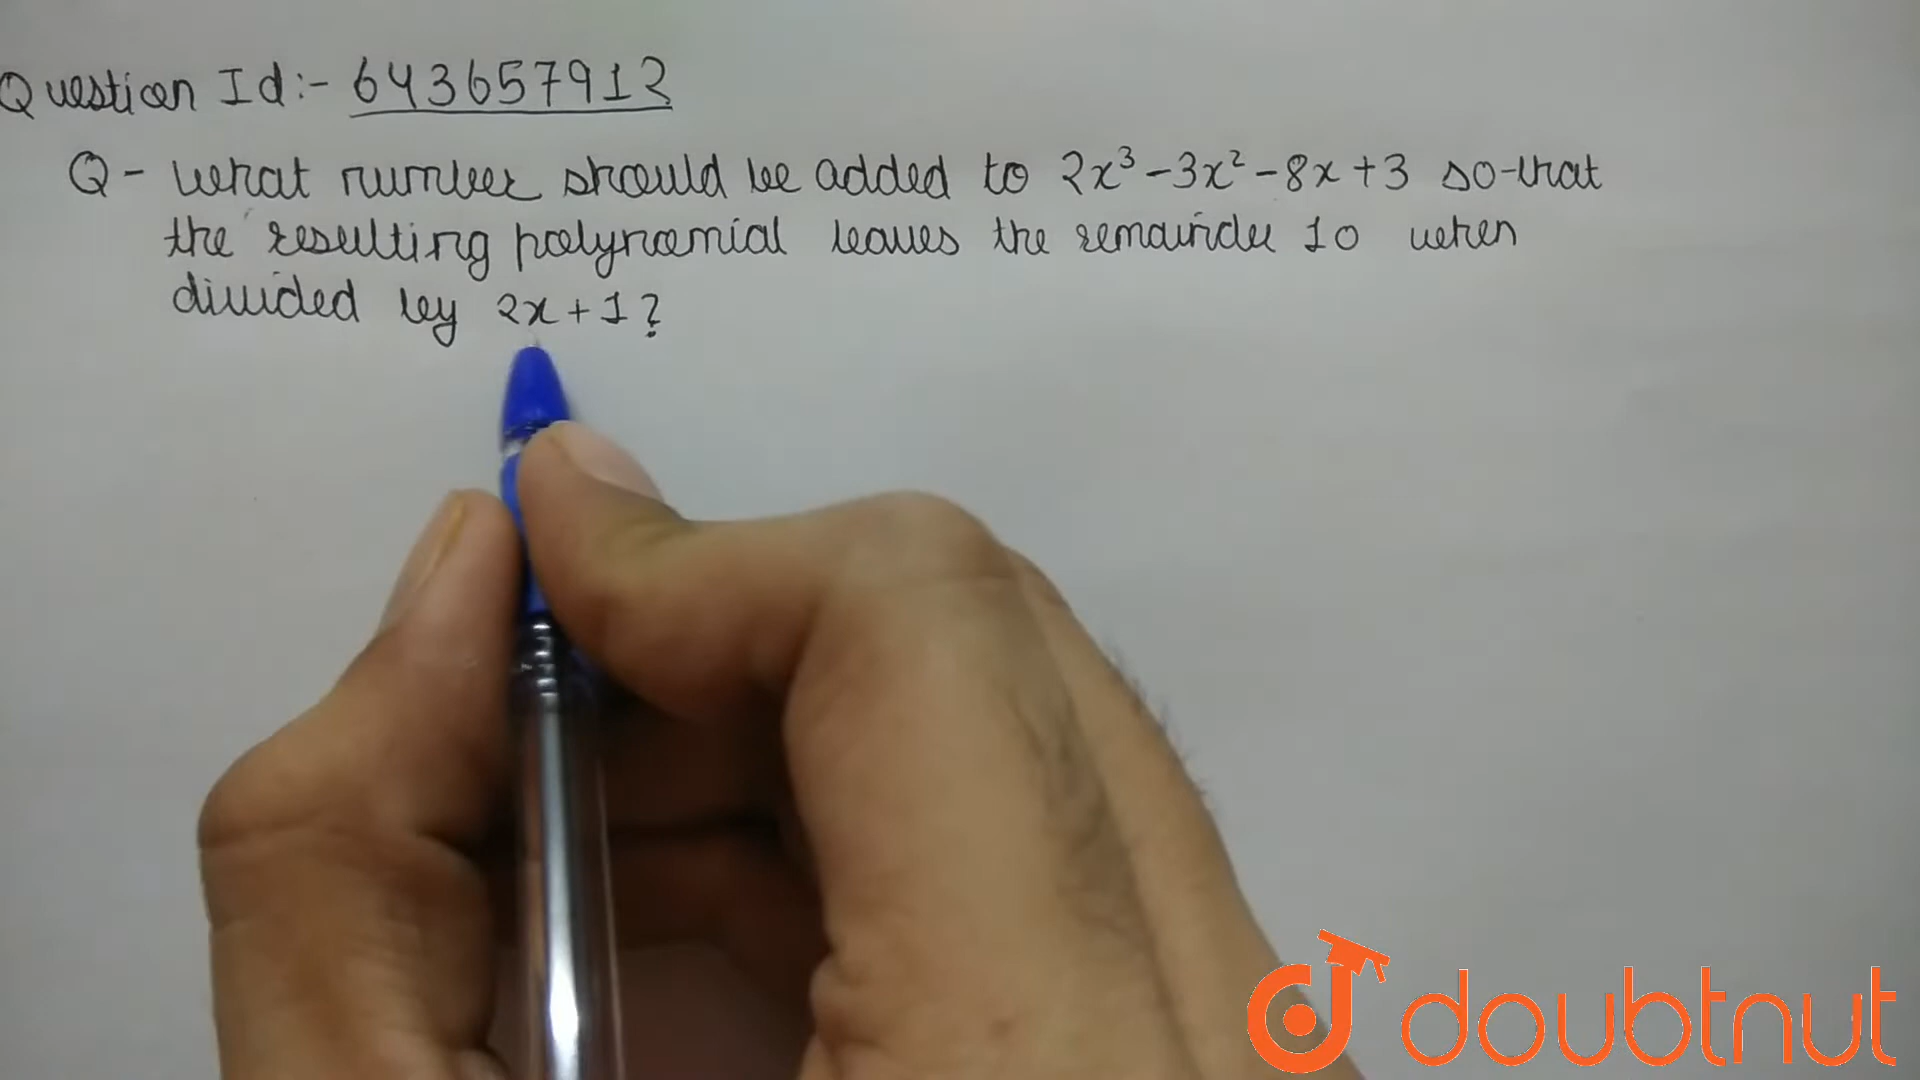 Question Id:- 643657912
Q- What number should be added to 2x³-3x²-8x+3 so-that
the resulting polynomial leaves the remainder 10 when
divided by 2x+1?
doubtnut